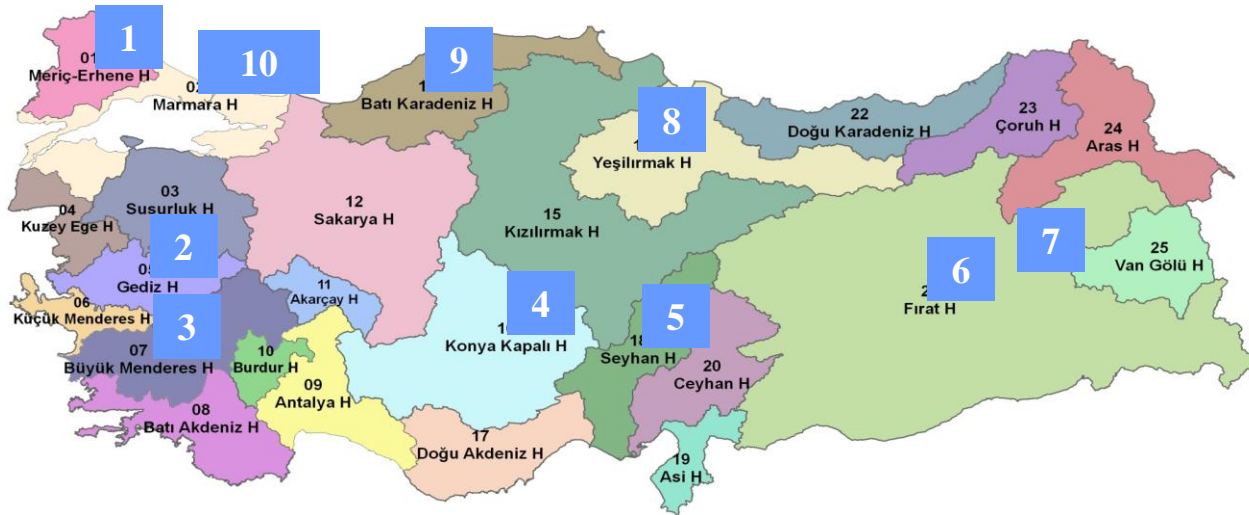 1
01
Meriç-Erhene H
10
02
Marmara H
9
Batı Karadeniz H
8
Yeşilırmak H
22
Doğu Karadeniz H
23
Çoruh H
24
Aras H
03
Susurluk H
04
Kuzey Ege H
12
Sakarya H
15
Kızılırmak H
2
05
Gediz H
7
25
Van Gölü H
6
Fırat H
06
Küçük Menderes H
3
11
Akarçay H
4
Konya Kapalı H
5
18
Seyhan H
20
Ceyhan H
07
Büyük Menderes H
10
Burdur H
09
Antalya H
08
Batı Akdeniz H
17
Doğu Akdeniz H
19
Asi H